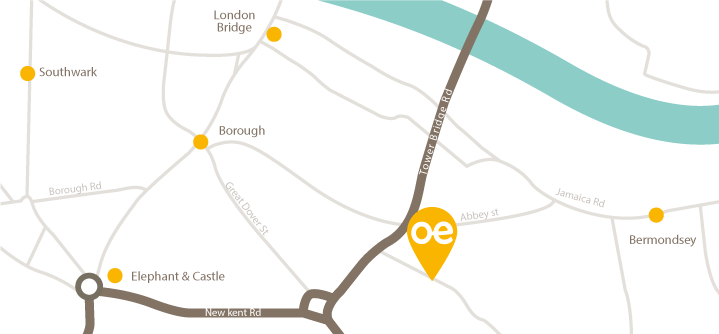 London
Bridge
Southwark
Tower Bridge Rd
Borough
Borough Rd
Great Dover St
Jamaica Rd
Abbey st
oe
Bermondsey
Elephant & Castle
New kent Rd